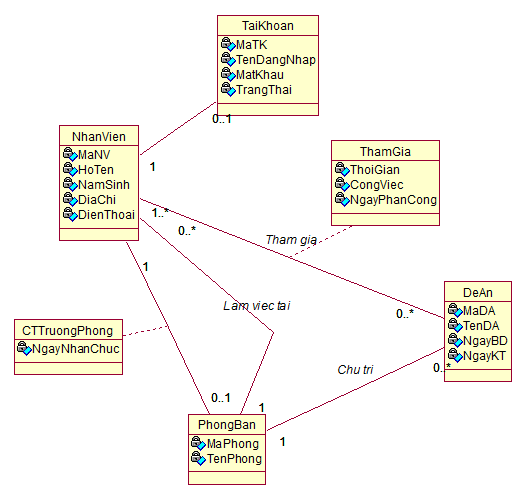 TaiKhoan
MaTK
TenDangNhap
MatKhau
TrangThai
0..1
NhanVien
MaNV
HoTen
NamSinh
DiaChi
DienThoai
1
ThamGia
ThoiGian
CongViec
NgayPhanCong
1..*
0..*
Tham gia
1
Lam viec tai
DeAn
MaDA
TenDA
NgayBD
NgayKT
0..*
CTTruongPhong
NgayNhanChuc
Chu tri
0..*
0..1
1
1
PhongBan
MaPhong
TenPhong